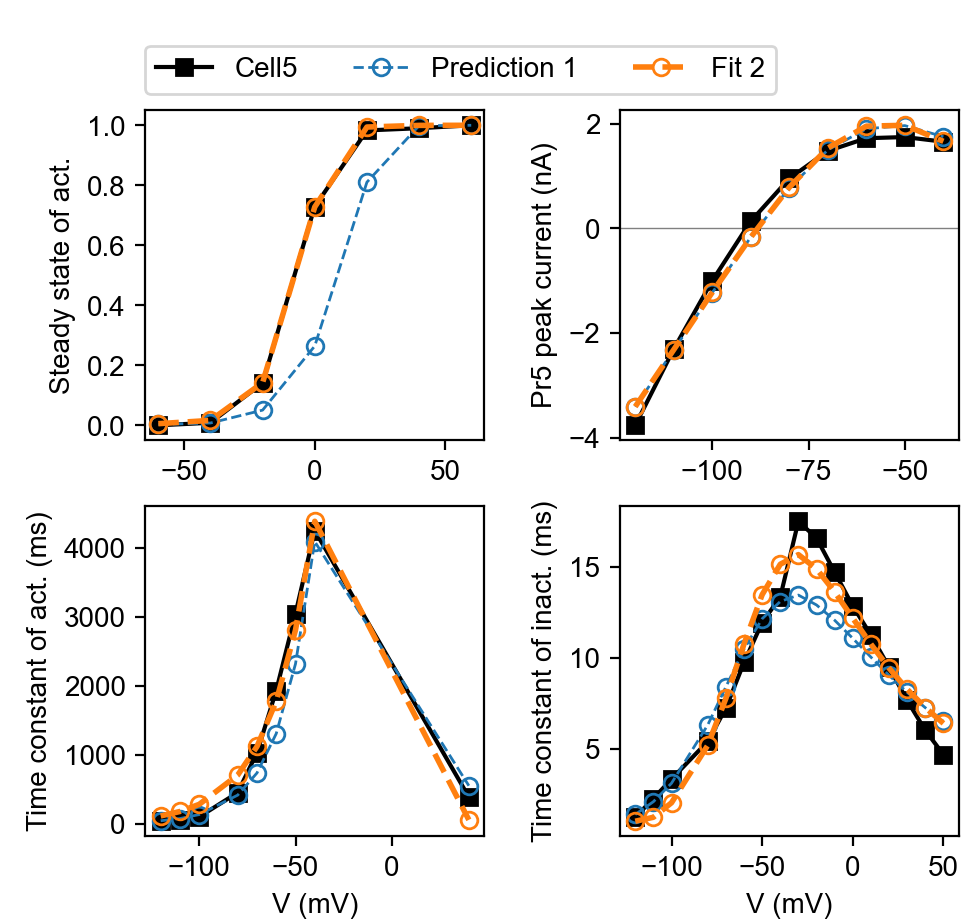 Cell5 Prediction 1 Fit 2
Steady state of act.
1.0
0.8
0.6
0.4
0.2
0.0
−50 0 50
Pr5 peak current (nA)
2
0
−2
−4
−100 −75 −50
Time constant of act. (ms)
4000
3000
2000
1000
0
−100 −50 0
V (mV)
Time constant of inact. (ms)
15
10
5
−100 −50 0 50
V (mV)